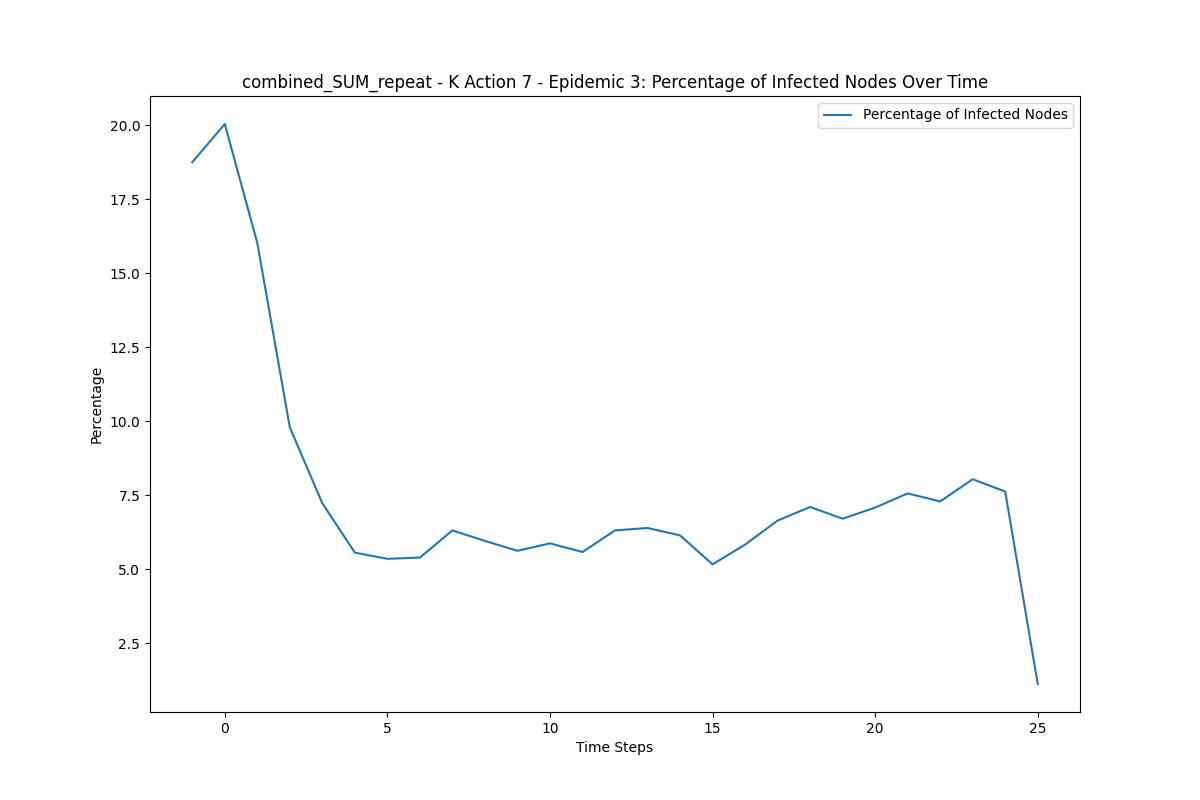 combined_SUM_repeat - K Action 7 - Epidemic 3: Percentage of Infected Nodes Over Time
Percentage of Infected Nodes
20.0
17.5
15.0
12.5
10.0
7.5
5.0
2.5
Percentage
0 5 10 15 20 25
Time Steps